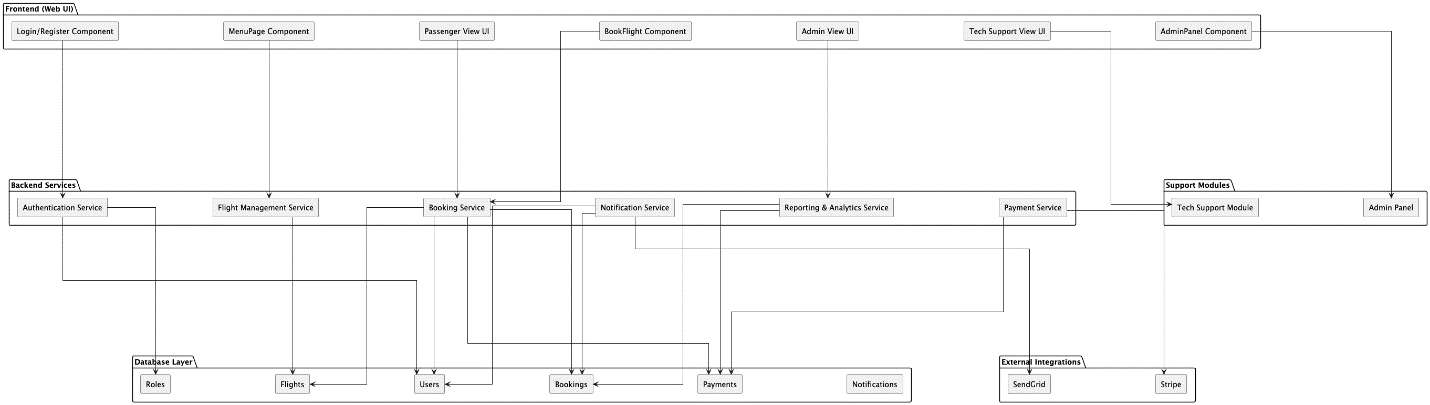 Frontend (Web UI)
Login/Register Component
MenuPage Component
Passenger View UI
BookFlight Component
Admin View UI
Tech Support View UI
AdminPanel Component
Backend Services
Support Modules
Authentication Service
Flight Management Service
Booking Service
Notification Service
Reporting & Analytics Service
Payment Service
Tech Support Module
Admin Panel
Database Layer
External Integrations
Roles
Flights
Users
Bookings
Payments
Notifications
SendGrid
Stripe